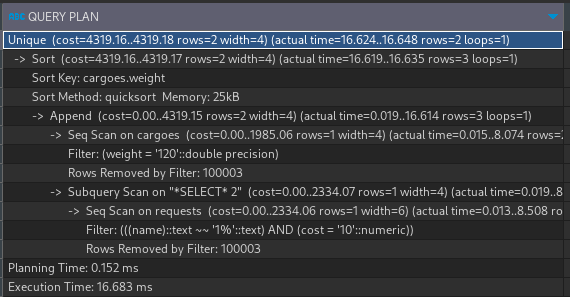 ABC QUERY PLAN
Unique (cost=4319.16..4319.18 rows=2 width=4) (actual time=16.624..16.648 rows=2 loops=1)
-> Sort (cost=4319.16..4319.17 rows=2 width=4) (actual time=16.619..16.635 rows=3 loops=1)
Sort Key: cargoes.weight
Sort Method: quicksort Memory: 25kB
-> Append (cost=0.00..4319.15 rows=2 width=4) (actual time=0.019..16.614 rows=3 loops=1)
-> Seq Scan on cargoes (cost=0.00..1985.06 rows=1 width=4) (actual time=0.015..8.074 rows=
Filter: (weight = '120'::double precision)
Rows Removed by Filter: 100003
-> Subquery Scan on "*SELECT* 2" (cost=0.00..2334.07 rows=1 width=4) (actual time=0.019..8
-> Seq Scan on requests (cost=0.00..2334.06 rows=1 width=6) (actual time=0.013..8.508 ro
Filter: (((name)::text ~~ '1%'::text) AND (cost = '10'::numeric))
Rows Removed by Filter: 100003
Planning Time: 0.152 ms
Execution Time: 16.683 ms